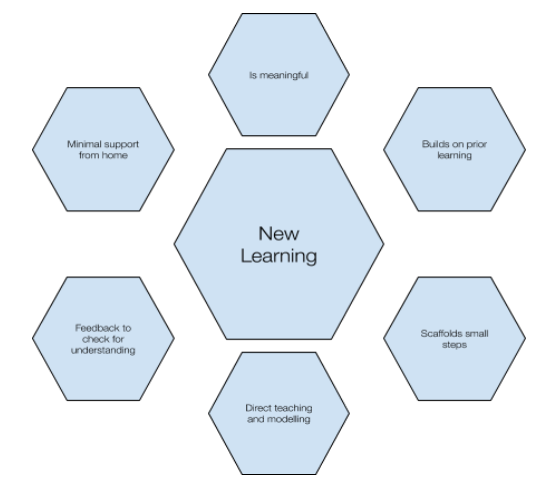 Is meaningful
Minimal support
from home
Builds on prior
learning
New
Learning
Feedback to
check for
understanding
Scaffolds small
steps
Direct teaching
and modelling